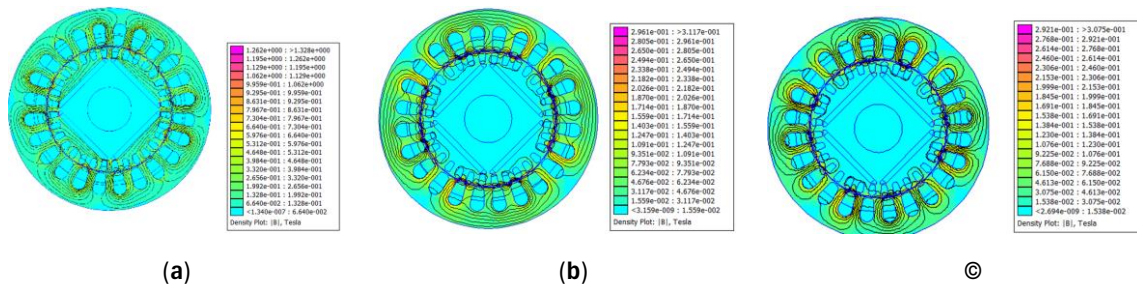 1.262e+000 : >1.328e+000
1.195e+000 : 1.262e+000
1.129e+000 : 1.195e+000
1.062e+000 : 1.129e+000
9.959e-001 : 1.062e+000
9.295e-001 : 9.959e-001
8.631e-001 : 9.295e-001
7.967e-001 : 8.631e-001
7.304e-001 : 7.967e-001
6.640e-001 : 7.304e-001
5.976e-001 : 6.640e-001
5.312e-001 : 5.976e-001
4.648e-001 : 5.312e-001
3.984e-001 : 4.648e-001
3.320e-001 : 3.984e-001
2.656e-001 : 3.320e-001
1.992e-001 : 2.656e-001
1.328e-001 : 1.992e-001
6.640e-002 : 1.328e-001
<1.340e-007 : 6.640e-002
Density Plot: |B|, Tesla
(a)
2.961e-001 : >3.117e-001
2.805e-001 : 2.961e-001
2.650e-001 : 2.805e-001
2.494e-001 : 2.650e-001
2.338e-001 : 2.494e-001
2.182e-001 : 2.338e-001
2.026e-001 : 2.182e-001
1.870e-001 : 2.026e-001
1.714e-001 : 1.870e-001
1.559e-001 : 1.714e-001
1.403e-001 : 1.559e-001
1.247e-001 : 1.403e-001
1.091e-001 : 1.247e-001
9.351e-002 : 1.091e-001
7.793e-002 : 9.351e-002
6.234e-002 : 7.793e-002
4.676e-002 : 6.234e-002
3.117e-002 : 4.676e-002
1.559e-002 : 3.117e-002
<3.159e-009 : 1.559e-002
Density Plot: |B|, Tesla
(b)
2.921e-001 : >3.075e-001
2.768e-001 : 2.921e-001
2.614e-001 : 2.768e-001
2.460e-001 : 2.614e-001
2.306e-001 : 2.460e-001
2.153e-001 : 2.306e-001
1.999e-001 : 2.153e-001
1.845e-001 : 1.999e-001
1.691e-001 : 1.845e-001
1.538e-001 : 1.691e-001
1.384e-001 : 1.538e-001
1.230e-001 : 1.384e-001
1.076e-001 : 1.230e-001
9.225e-002 : 1.076e-001
7.688e-002 : 9.225e-002
6.150e-002 : 7.688e-002
4.613e-002 : 6.150e-002
3.075e-002 : 4.613e-002
1.538e-002 : 3.075e-002
<2.694e-009 : 1.538e-002
Density Plot: |B|, Tesla
©